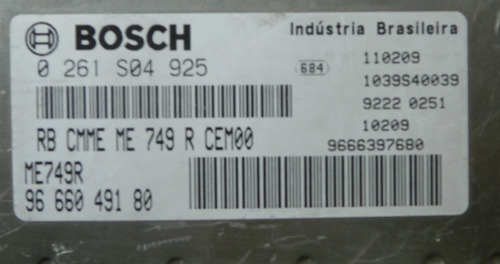 BOSCH
Indústria Brasileira
0 261 S04 925
684
110209
1039S40039
9222 0251
10209
RB CMME ME 749 R CEM00
9666397680
ME749R
96 660 491 80